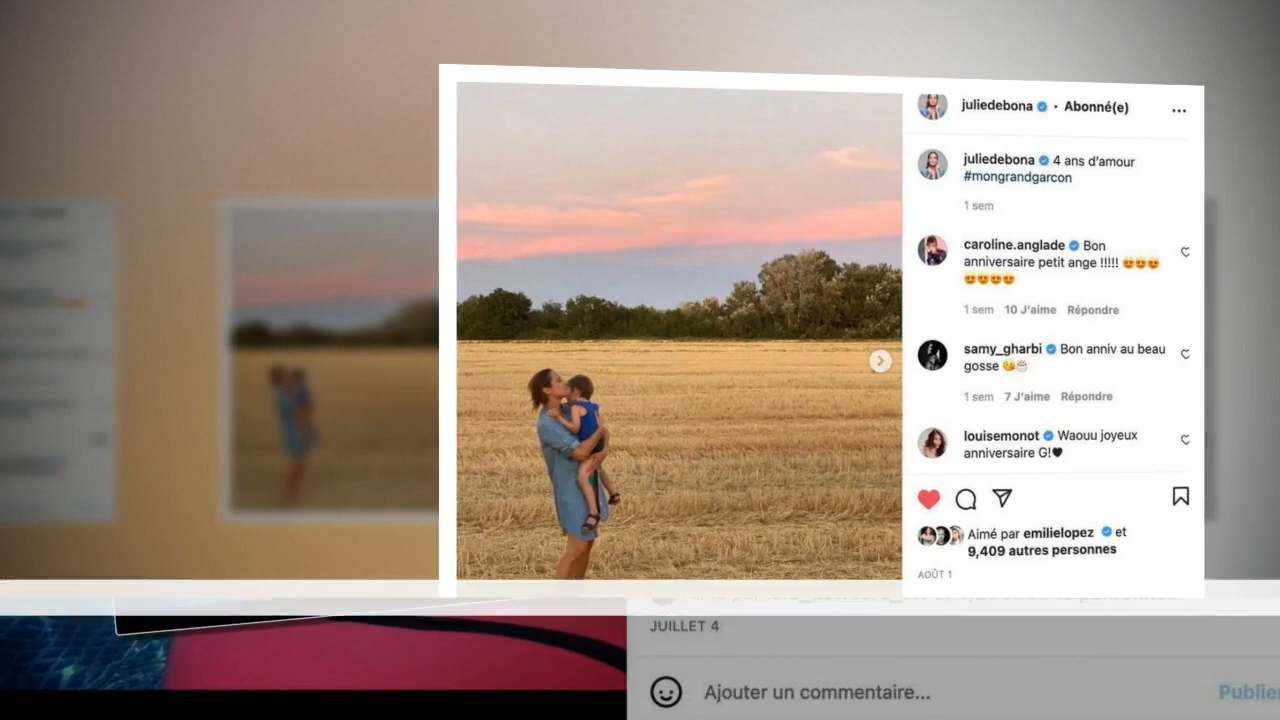 juliedebona • Abonné(e)
juliedebona 4 ans d'amour
#mongrandgarcon
1 sem
caroline.anglade Bon
anniversaire petit ange !!!!! 😍😍😍
😍😍😍😍
1 sem 10 J'aime Répondre
samy_gharbi Bon anniv au beau
gosse 😘🎂
1 sem 7 J'aime Répondre
louisemonot Waouu joyeux
anniversaire G!🖤
Aimé par emilielopez et
9,409 autres personnes
AOÛT 1
JUILLET 4
Ajouter un commentaire...